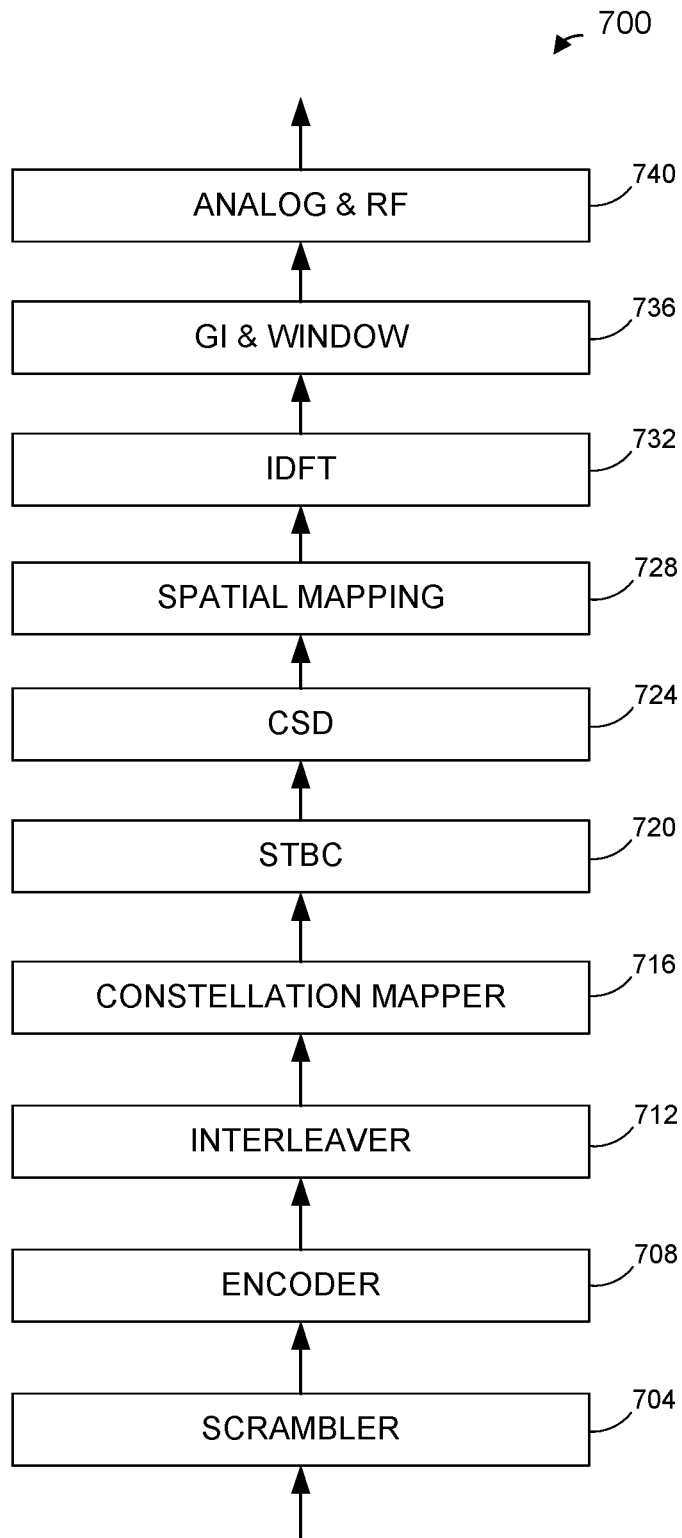 700
ANALOG & RF
740
GI & WINDOW
736
IDFT
732
SPATIAL MAPPING
728
CSD
724
STBC
720
CONSTELLATION MAPPER
716
INTERLEAVER
712
ENCODER
708
SCRAMBLER
704